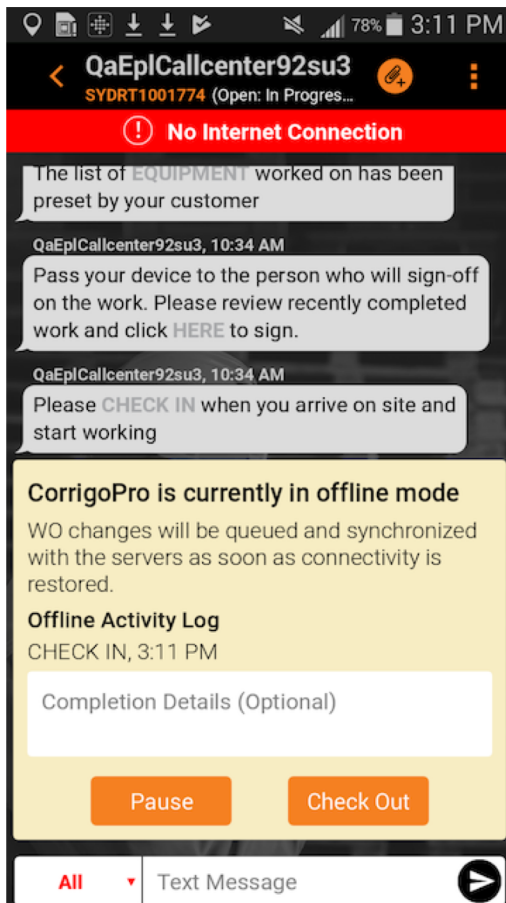 78% 3:11 PM
QaEplCallcenter92su3
SYDRT1001774 (Open: In Progres...
No Internet Connection
The list of EQUIPMENT worked on has been
preset by your customer
QaEplCallcenter92su3, 10:34 AM
Pass your device to the person who will sign-off
on the work. Please review recently completed
work and click HERE to sign.
QaEplCallcenter92su3, 10:34 AM
Please CHECK IN when you arrive on site and
start working
CorrigoPro is currently in offline mode
WO changes will be queued and synchronized
with the servers as soon as connectivity is
restored.
Offline Activity Log
CHECK IN, 3:11 PM
Completion Details (Optional)
Pause Check Out
All Text Message